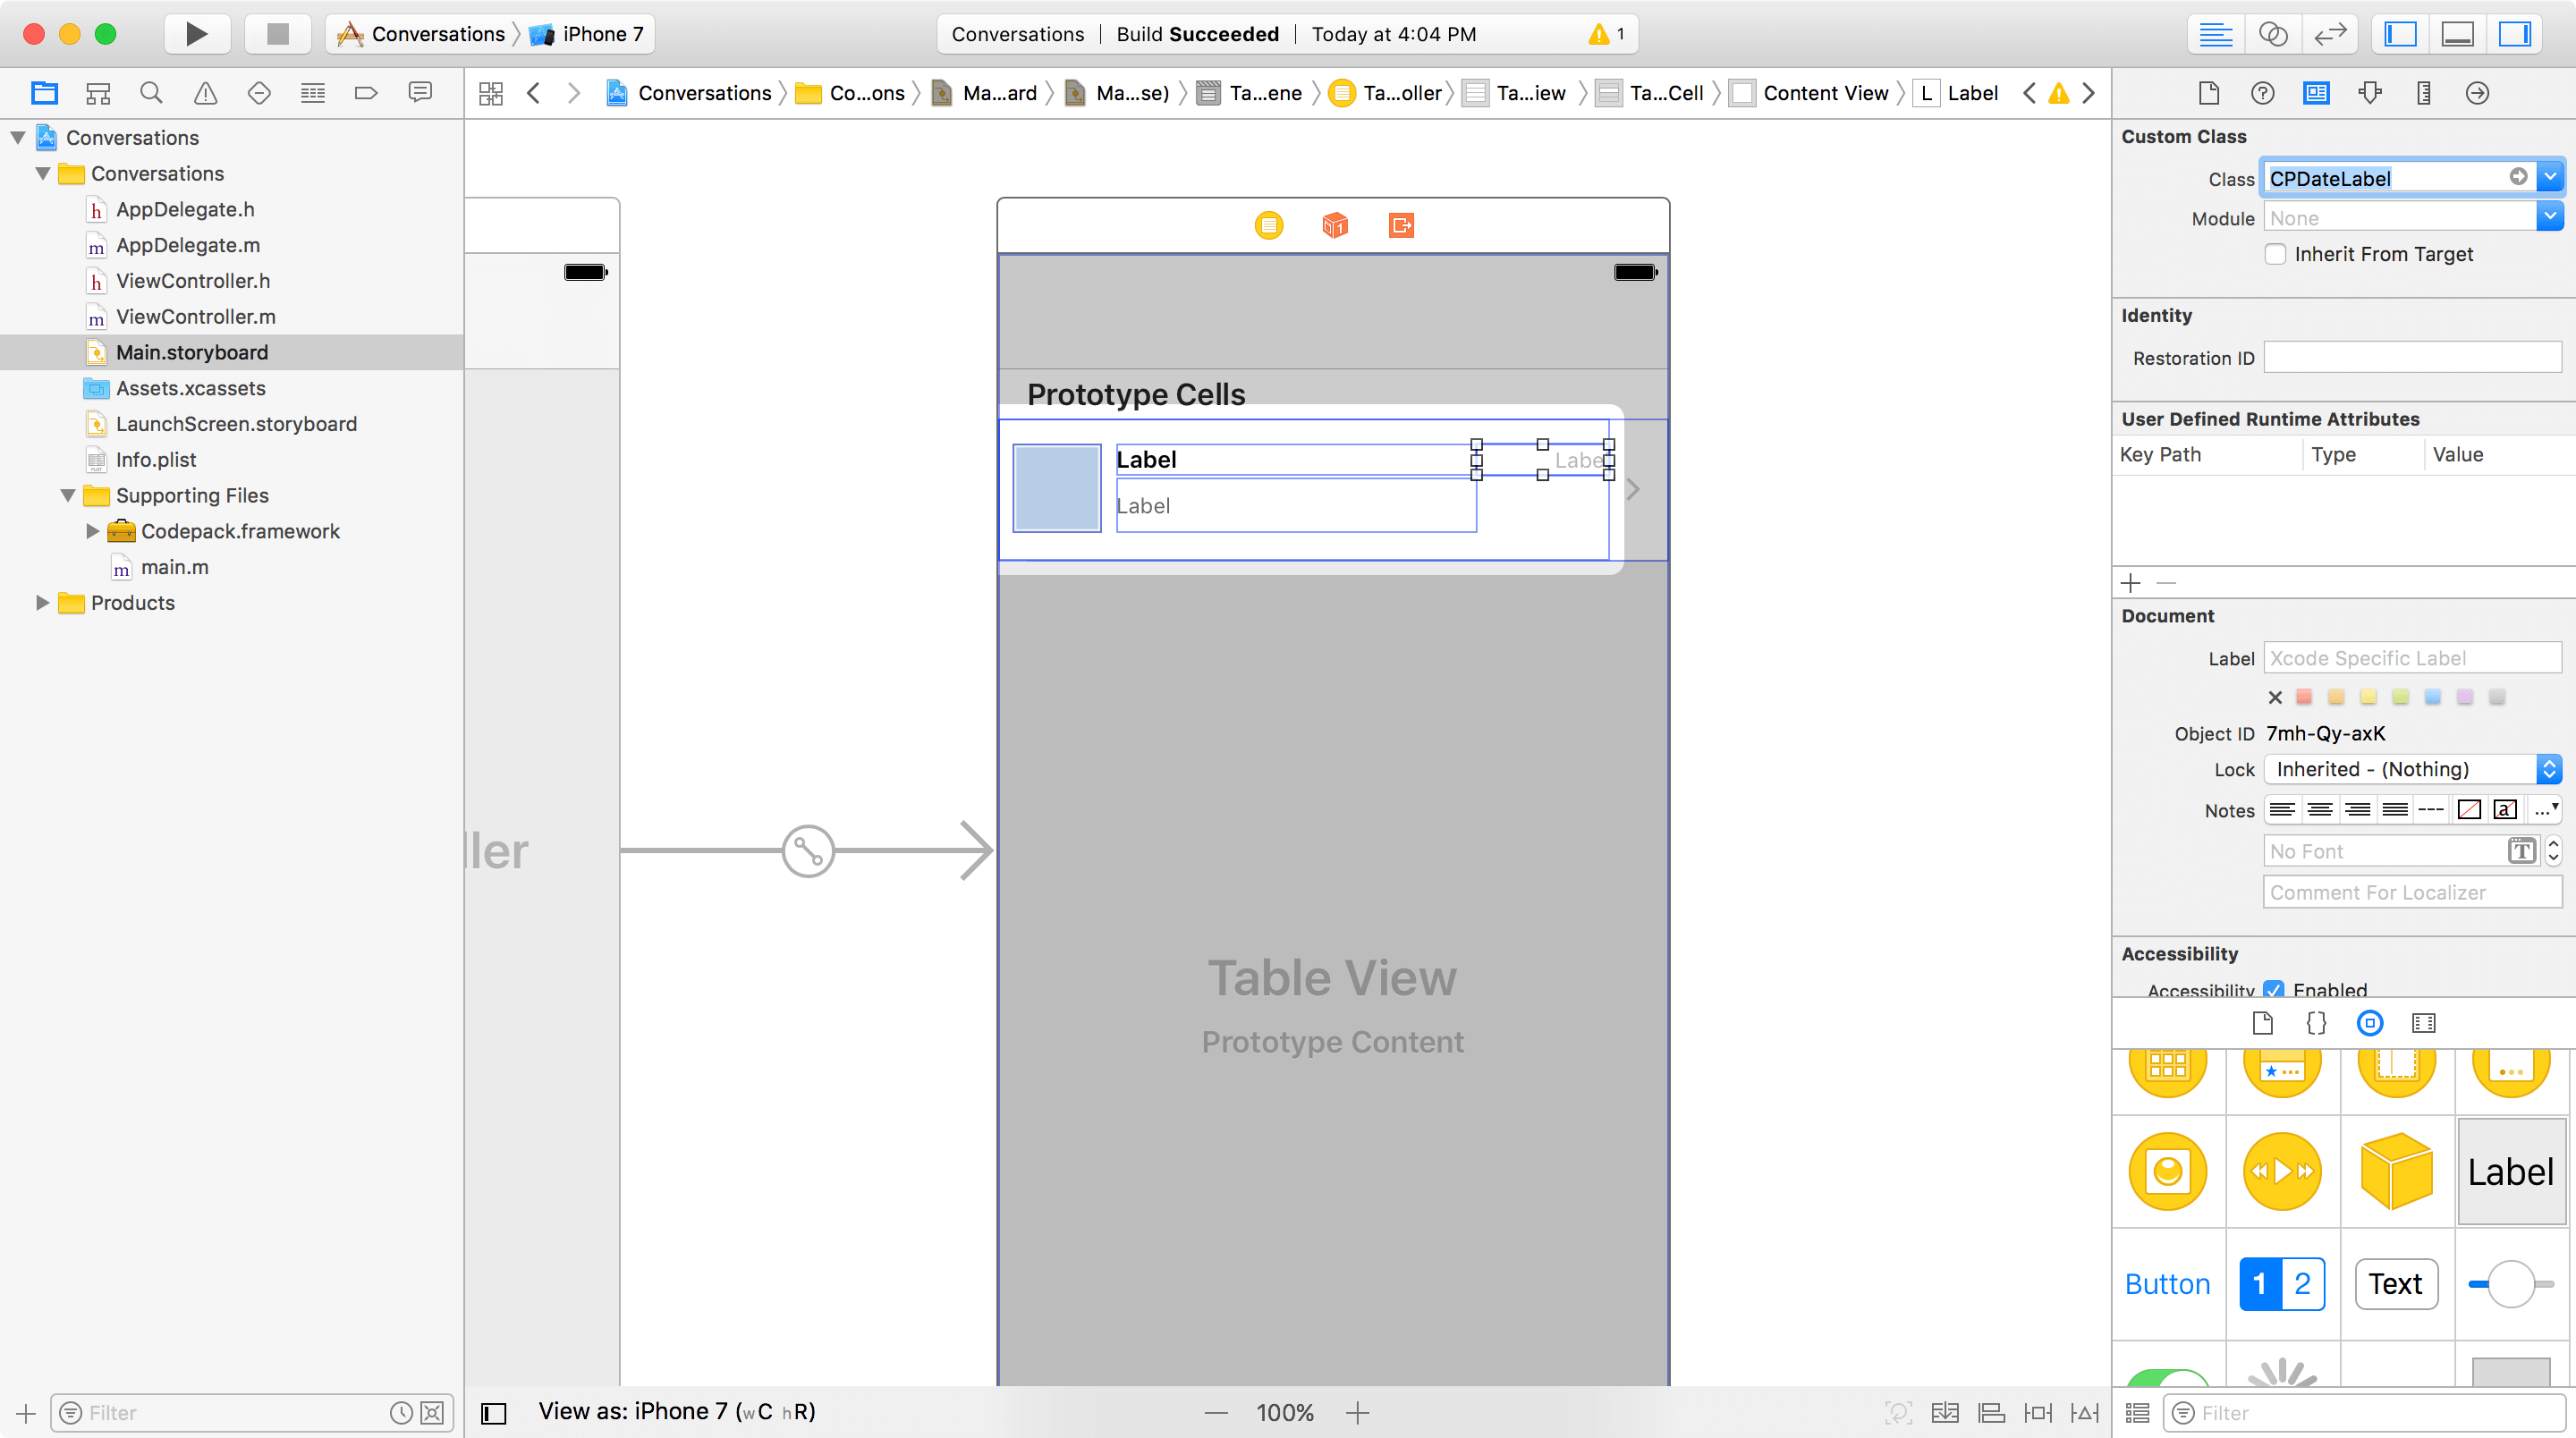 Conversations
iPhone 7
Conversations | Build Succeeded | Today at 4:04 PM
1
Conversations
Co...ons
Ma...ard
Ma...se)
Ta...ene
Ta...oller
Ta...iew
Ta...Cell
Content View
L Label
Conversations
Conversations
h AppDelegate.h
m AppDelegate.m
h ViewController.h
m ViewController.m
Main.storyboard
Assets.xcassets
LaunchScreen.storyboard
Info.plist
Supporting Files
Codepack.framework
m main.m
Products
Filter
ller
Prototype Cells
Label
Labe
Label
Table View
Prototype Content
View as: iPhone 7 (wC hR)
100%
Custom Class
Class CPDateLabel
Module None
Inherit From Target
Identity
Restoration ID
User Defined Runtime Attributes
Key Path Type Value
Document
Label Xcode Specific Label
Object ID 7mh-Qy-axK
Lock Inherited - (Nothing)
Notes
No Font
Comment For Localizer
Accessibility
Accessibility Enabled
Label
Button
1 2
Text
Filter